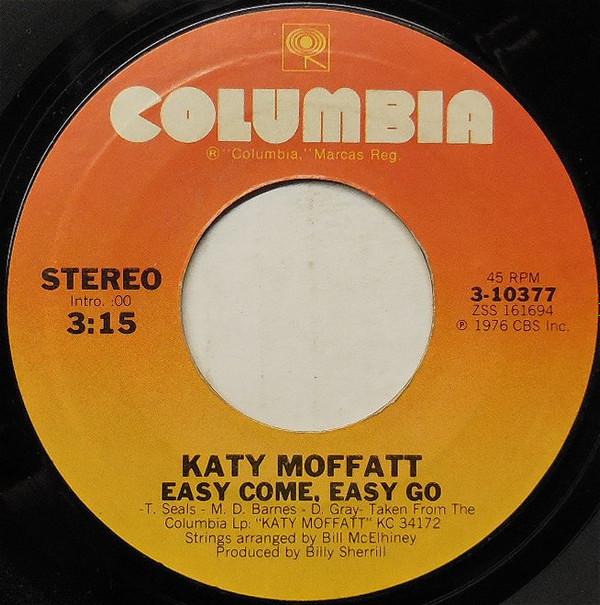 COLUMBIA
® "Columbia," Marcas Reg.
STEREO
Intro. :00
3:15
45 RPM
3-10377
ZSS 161694
℗ 1976 CBS Inc.
KATY MOFFATT
EASY COME, EASY GO
-T. Seals - M. D. Barnes - D. Gray- Taken From The
Columbia Lp: "KATY MOFFATT" KC 34172
Strings arranged by Bill McElhiney
Produced by Billy Sherrill